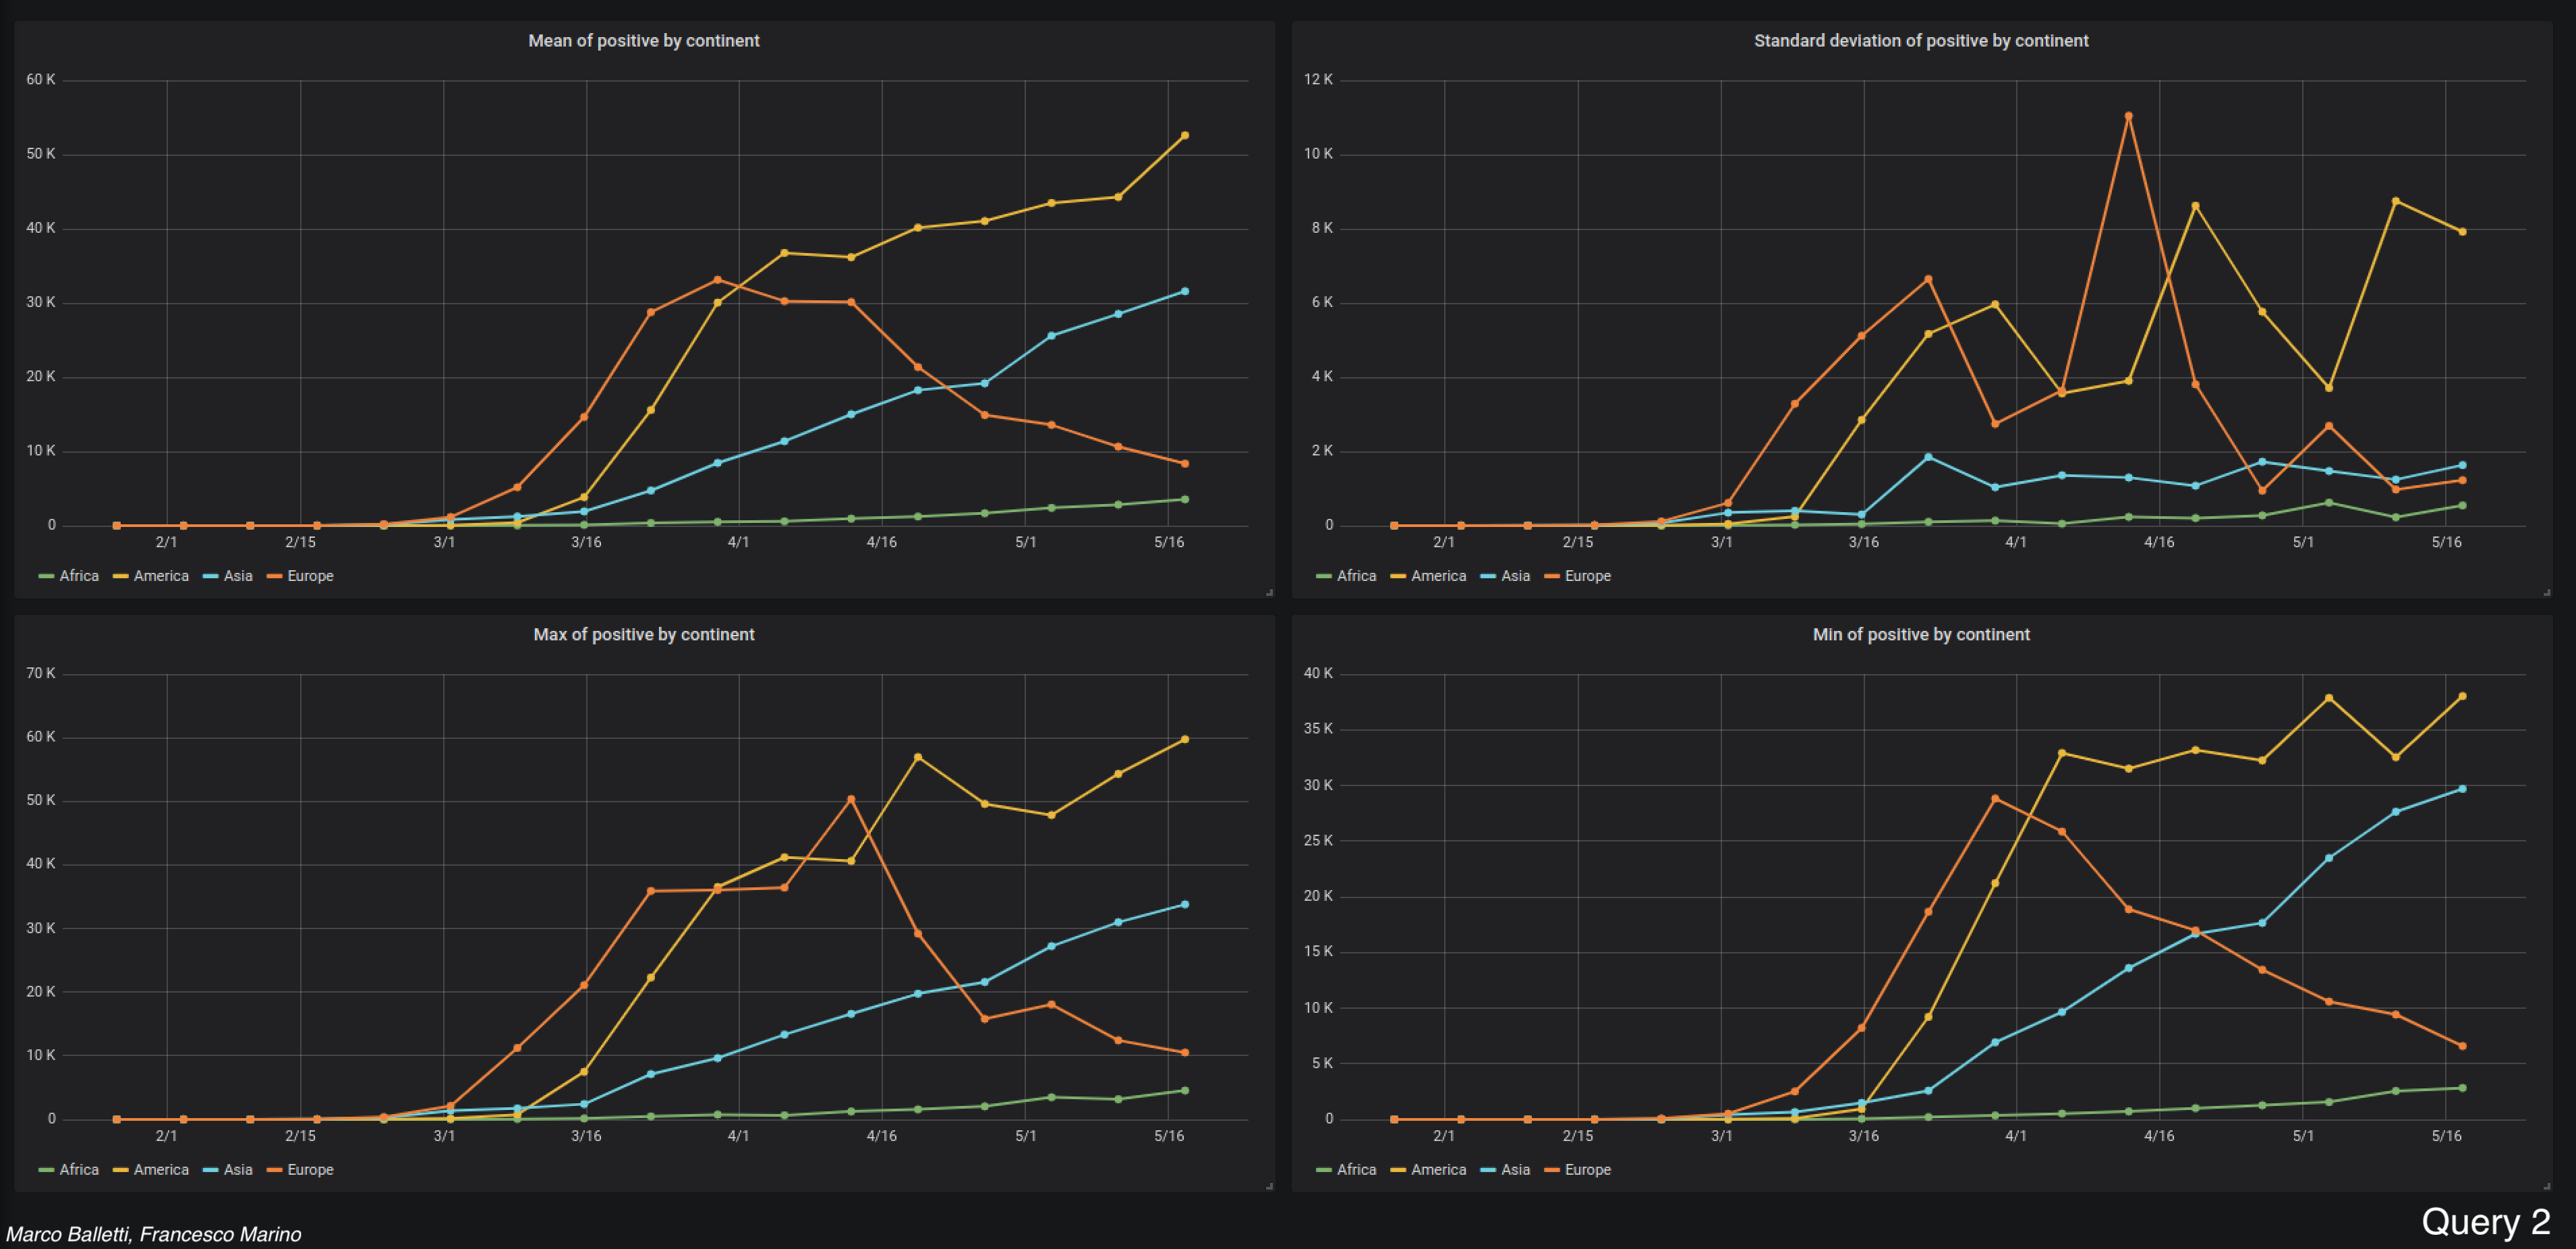 Mean of positive by continent
60 K
50 K
40 K
30 K
20 K
10 K
0
2/1 2/15 3/1 3/16 4/1 4/16 5/1 5/16
Africa America Asia Europe
Standard deviation of positive by continent
12 K
10 K
8 K
6 K
4 K
2 K
0
2/1 2/15 3/1 3/16 4/1 4/16 5/1 5/16
Africa America Asia Europe
Max of positive by continent
70 K
60 K
50 K
40 K
30 K
20 K
10 K
0
2/1 2/15 3/1 3/16 4/1 4/16 5/1 5/16
Africa America Asia Europe
Min of positive by continent
40 K
35 K
30 K
25 K
20 K
15 K
10 K
5 K
0
2/1 2/15 3/1 3/16 4/1 4/16 5/1 5/16
Africa America Asia Europe
Marco Balletti, Francesco Marino
Query 2